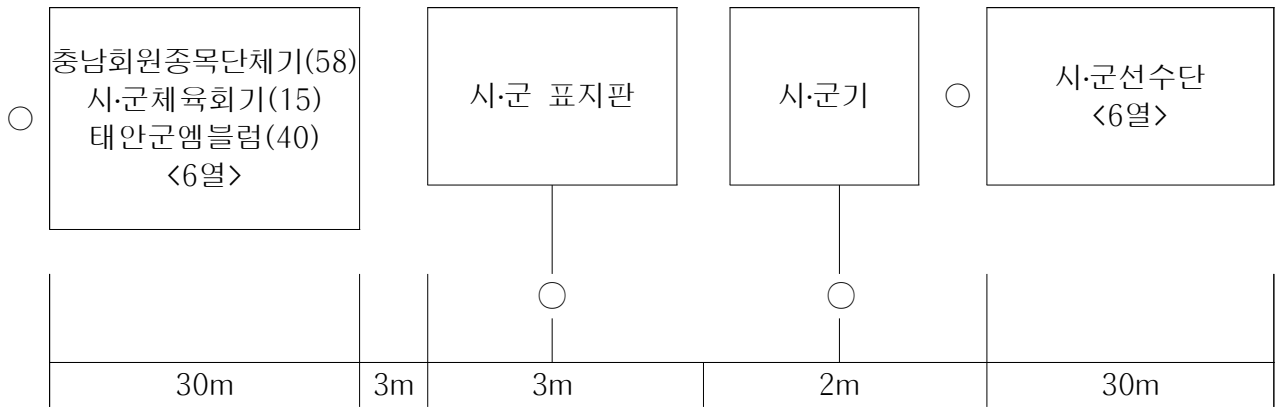 충남회원종목단체기(58)
시·군체육회기(15)
태안군엠블럼(40)
<6열>
시·군 표지판
시·군기
시·군선수단
<6열>
30m
3m
3m
2m
30m